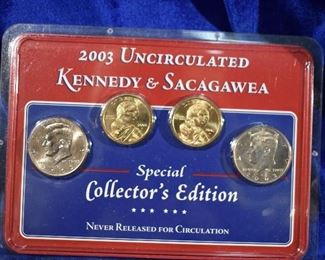 2003 UNCIRCULATED
KENNEDY & SACAGAWEA
Special
Collector's Edition
NEVER RELEASED FOR CIRCULATION